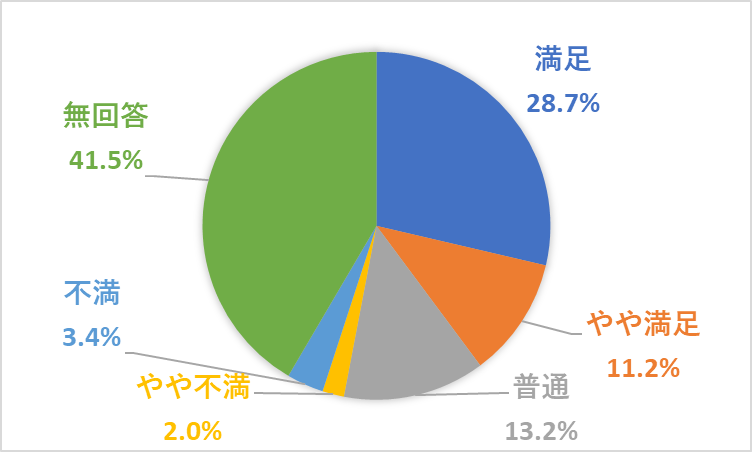 満足
28.7%
やや満足
11.2%
普通
13.2%
やや不満
2.0%
不満
3.4%
無回答
41.5%